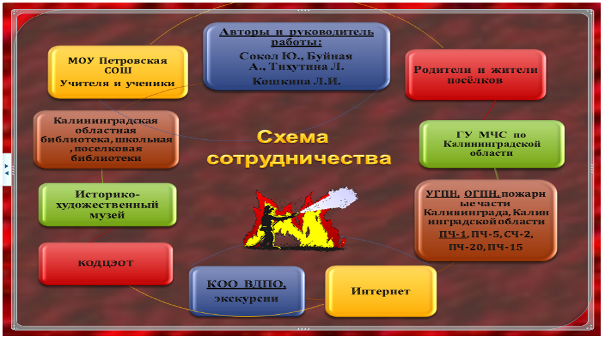 Авторы и руководитель
работы:
Сокол Ю., Буйная
А., Тихутина Л.
Кошкина Л.И.
МОУ Петровская
СОШ
Учителя и ученики
Родители и жители
посёлков
Калининградская
областная
библиотека, школьная
, поселковая
библиотеки
Схема
сотрудничества
ГУ МЧС по
Калининградской
области
Историко-
художественный
музей
УГПН, ОГПН, пожарн
ые части
Калининграда, Калин
инградской области
ПЧ-1, ПЧ-5, СЧ-2,
ПЧ-20, ПЧ-15
КОДЦЭОТ
КОО ВДПО,
экскурсии
Интернет